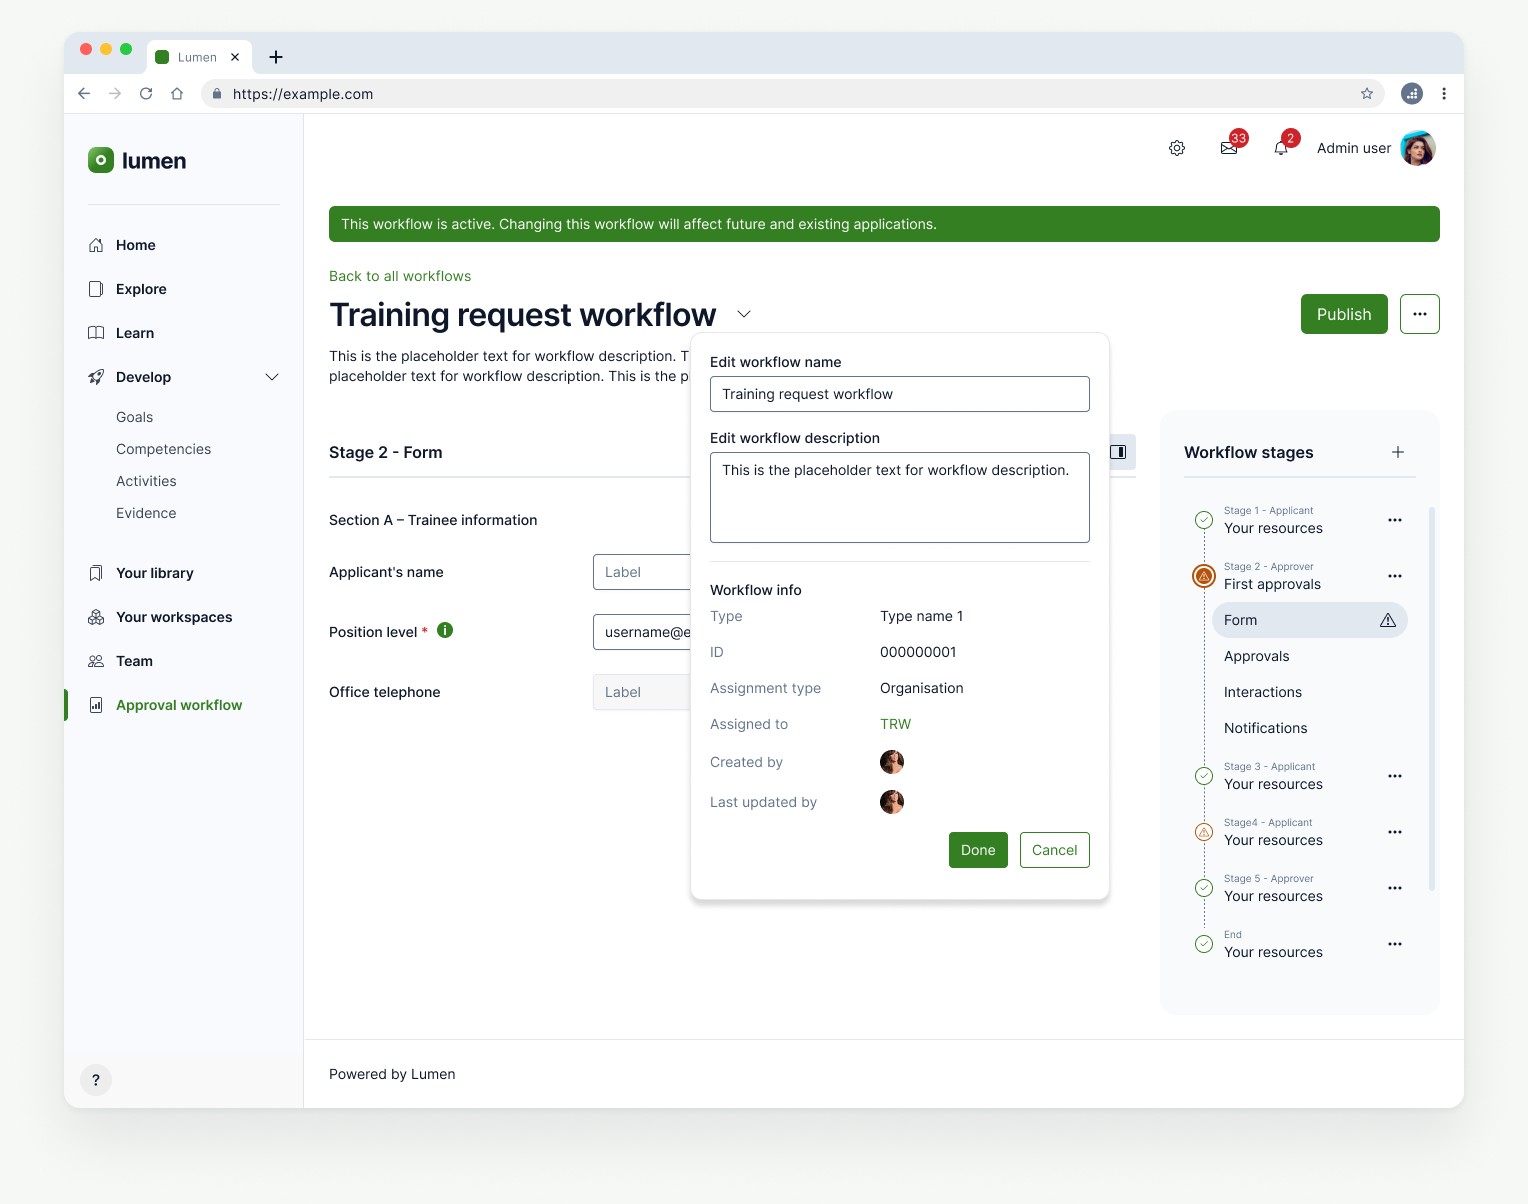 Lumen
https://example.com
lumen
33
2
Admin user
Home
Explore
Learn
Develop
Goals
Competencies
Activities
Evidence
Your library
Your workspaces
Team
Approval workflow
?
This workflow is active. Changing this workflow will affect future and existing applications.
Back to all workflows
Training request workflow
Publish
This is the placeholder text for workflow description. T
placeholder text for workflow description. This is the p
Stage 2 - Form
Section A – Trainee information
Applicant's name
Label
Position level *
username@e
Office telephone
Label
Edit workflow name
Training request workflow
Edit workflow description
This is the placeholder text for workflow description.
Workflow info
Type Type name 1
ID 000000001
Assignment type Organisation
Assigned to TRW
Created by
Last updated by
Done
Cancel
Workflow stages
Stage 1 - Applicant
Your resources
Stage 2 - Approver
First approvals
Form
Approvals
Interactions
Notifications
Stage 3 - Applicant
Your resources
Stage4 - Applicant
Your resources
Stage 5 - Approver
Your resources
End
Your resources
Powered by Lumen